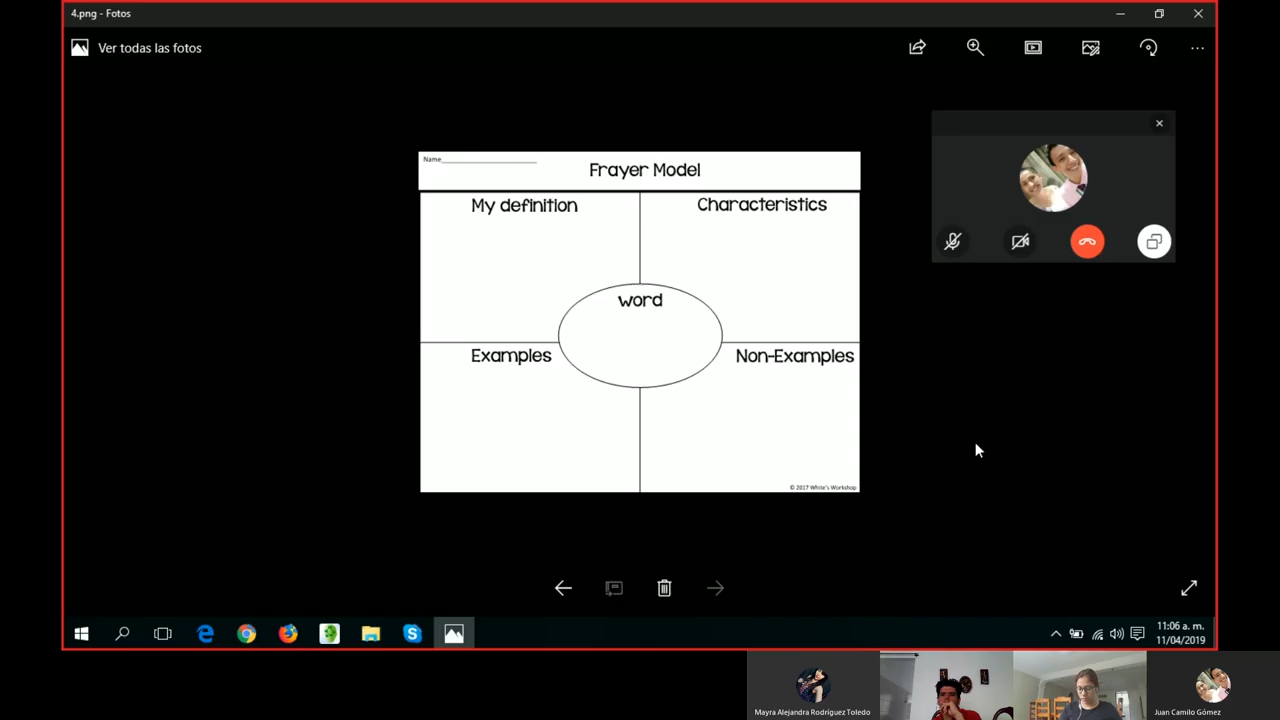 4.png - Fotos
Ver todas las fotos
Name
Frayer Model
My definition
Characteristics
word
Examples
Non-Examples
© 2017 White's Workshop
11:06 a. m.
11/04/2019
Mayra Alejandra Rodríguez Toledo
Juan Camilo Gómez